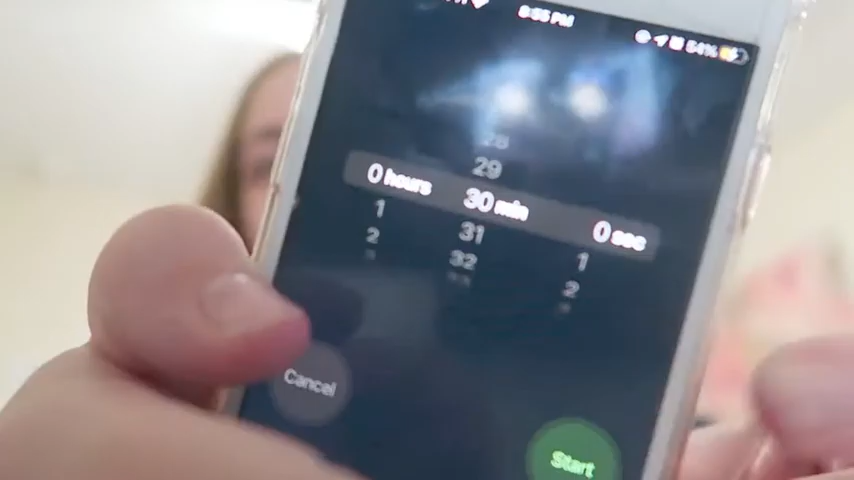 8:55 PM
54%
28
29
0 hours 30 min 0 sec
1 31 1
2 32 2
Cancel
Start